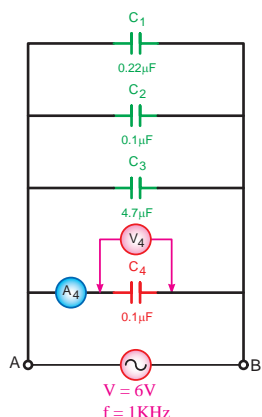 C1
0.22µF
C2
0.1µF
C3
4.7µF
V4
A4
C4
0.1µF
A
B
V = 6V
f = 1KHz